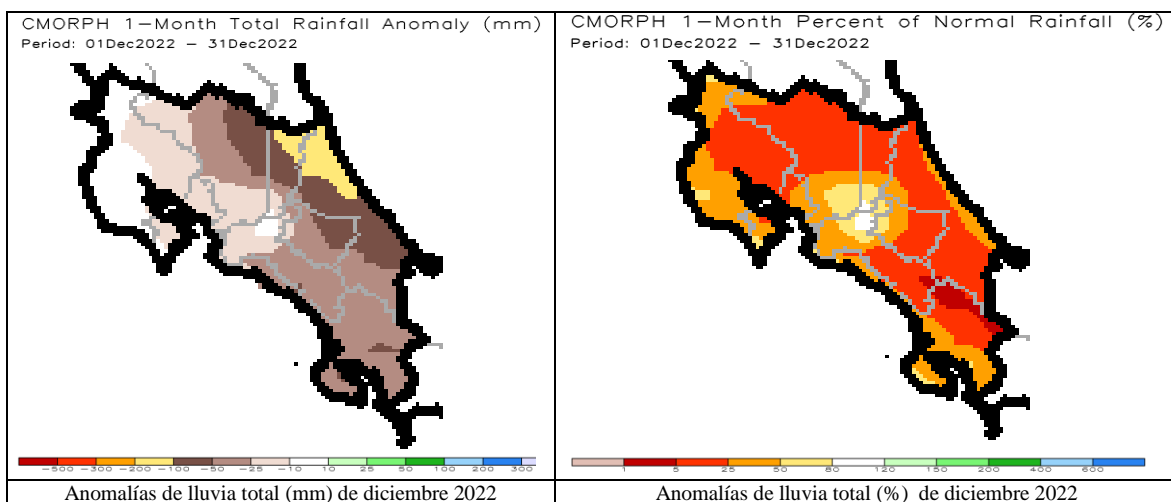 CMORPH 1-Month Total Rainfall Anomaly (mm)
Period: 01Dec2022 - 31Dec2022
-500 -300 -200 -100 -50 -25 -10 10 25 50 100 200 300
Anomalías de lluvia total (mm) de diciembre 2022
CMORPH 1-Month Percent of Normal Rainfall (%)
Period: 01Dec2022 - 31Dec2022
1 5 25 50 80 120 150 200 400 600
Anomalías de lluvia total (%) de diciembre 2022